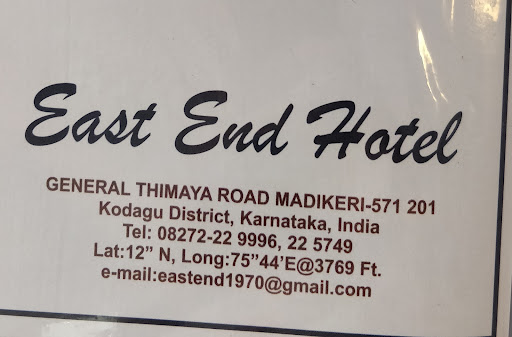 East End Hotel
GENERAL THIMAYA ROAD MADIKERI-571 201
Kodagu District, Karnataka, India
Tel: 08272-22 9996, 22 5749
Lat:12” N, Long:75”44’E@3769 Ft.
e-mail:eastend1970@gmail.com